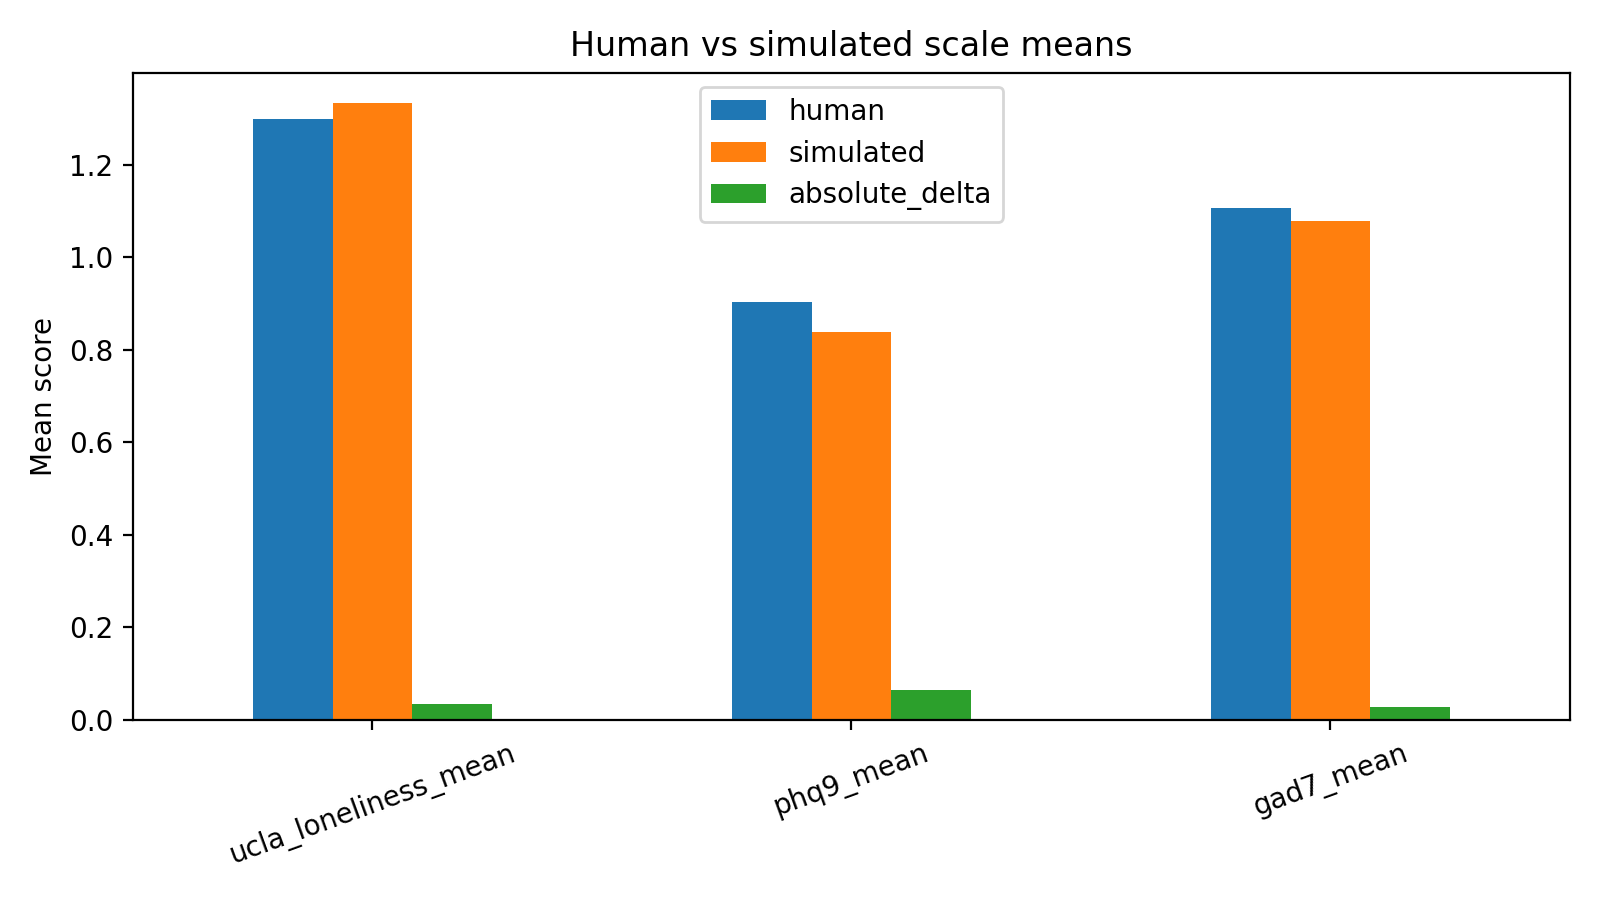 Human vs simulated scale means
human
simulated
absolute_delta
Mean score
1.2
1.0
0.8
0.6
0.4
0.2
0.0
ucla_loneliness_mean
phq9_mean
gad7_mean